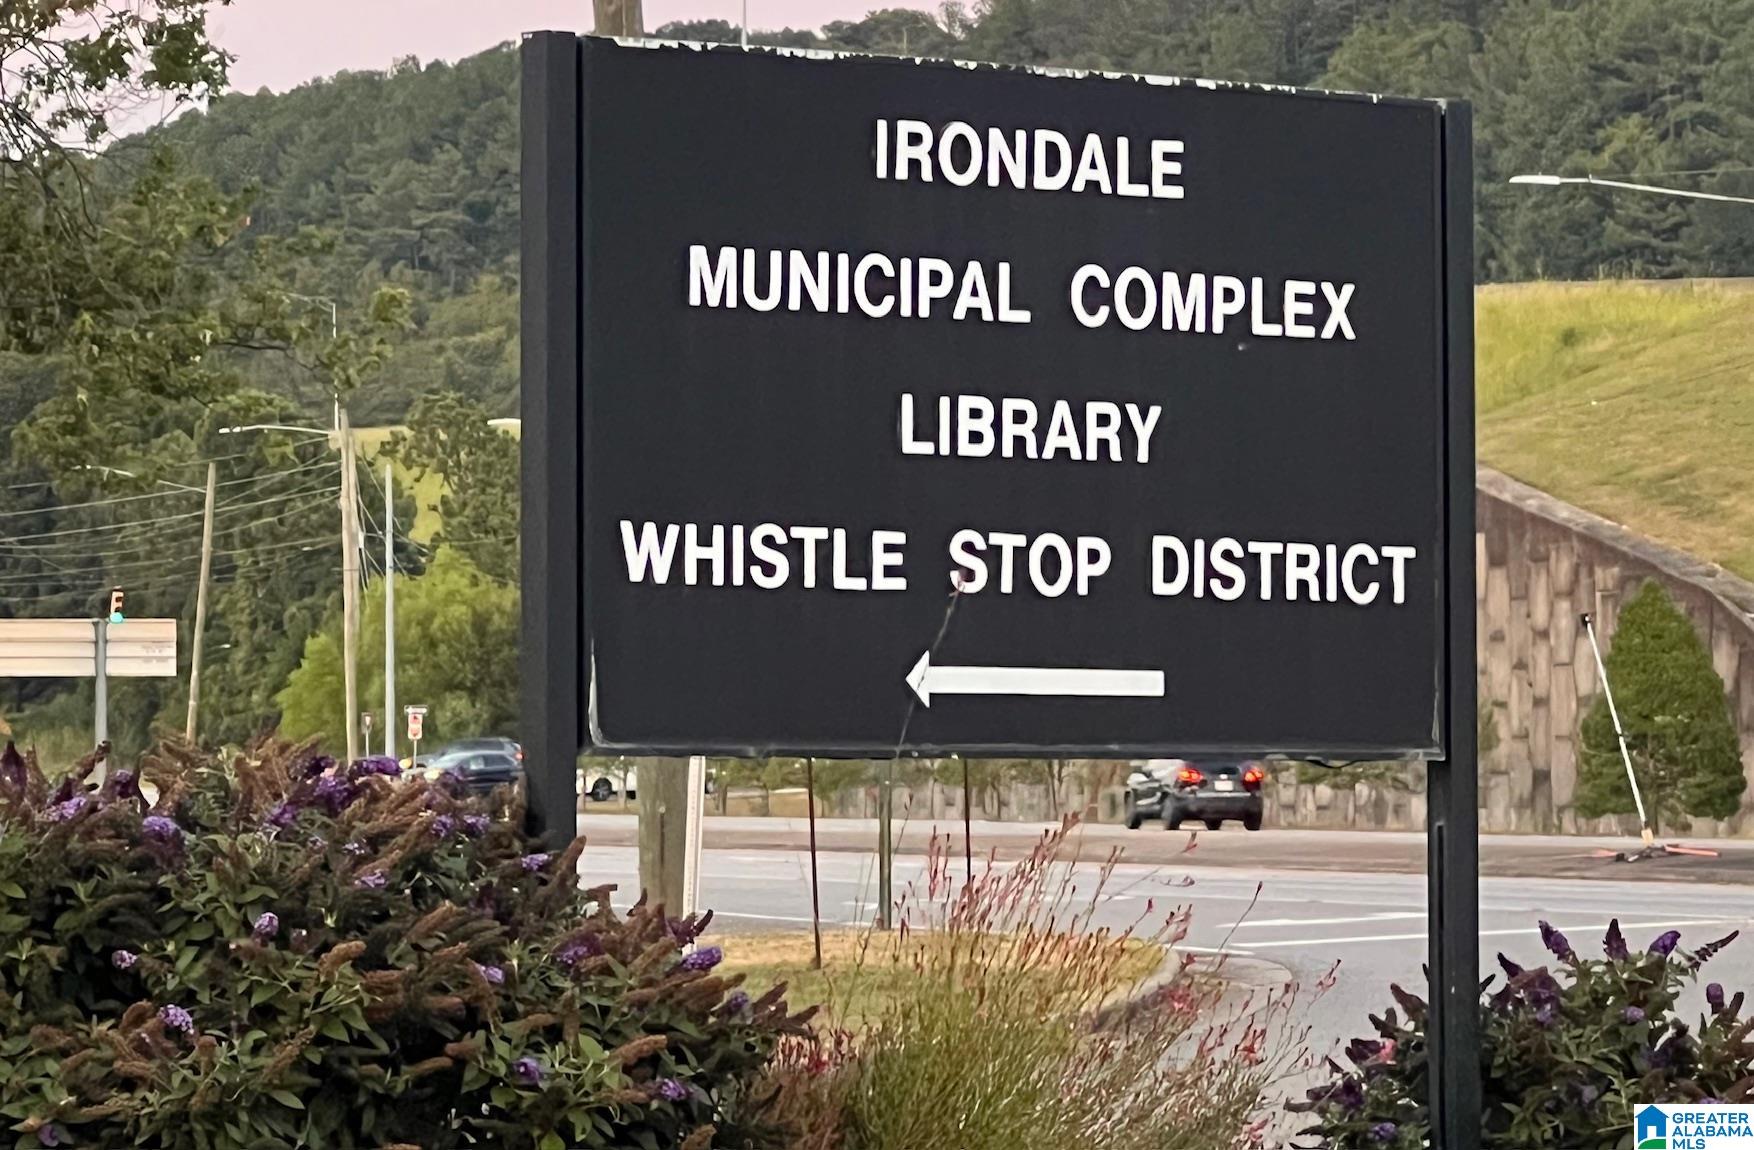 IRONDALE
MUNICIPAL COMPLEX
LIBRARY
WHISTLE STOP DISTRICT
GREATER
ALABAMA
MLS